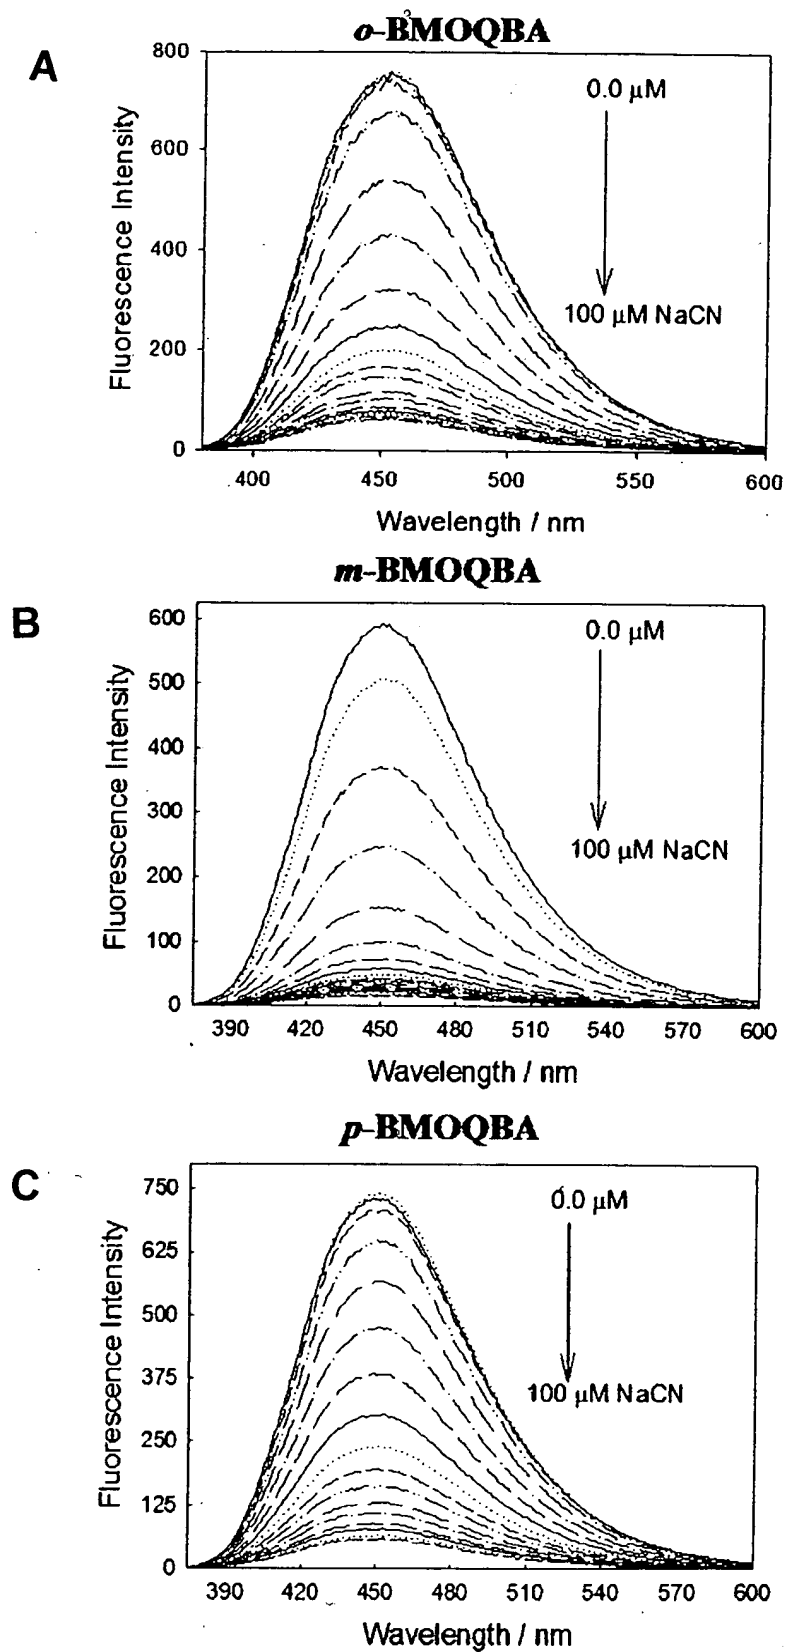 o-BMOQBA
A
800
600
400
200
0
Fluorescence Intensity
0.0 μM
100 μM NaCN
400 450 500 550 600
Wavelength / nm
m-BMOQBA
B
600
500
400
300
200
100
0
Fluorescence Intensity
0.0 μM
100 μM NaCN
390 420 450 480 510 540 570 600
Wavelength / nm
p-BMOQBA
C
750
625
500
375
250
125
0
Fluorescence Intensity
0.0 μM
100 μM NaCN
390 420 450 480 510 540 570 600
Wavelength / nm